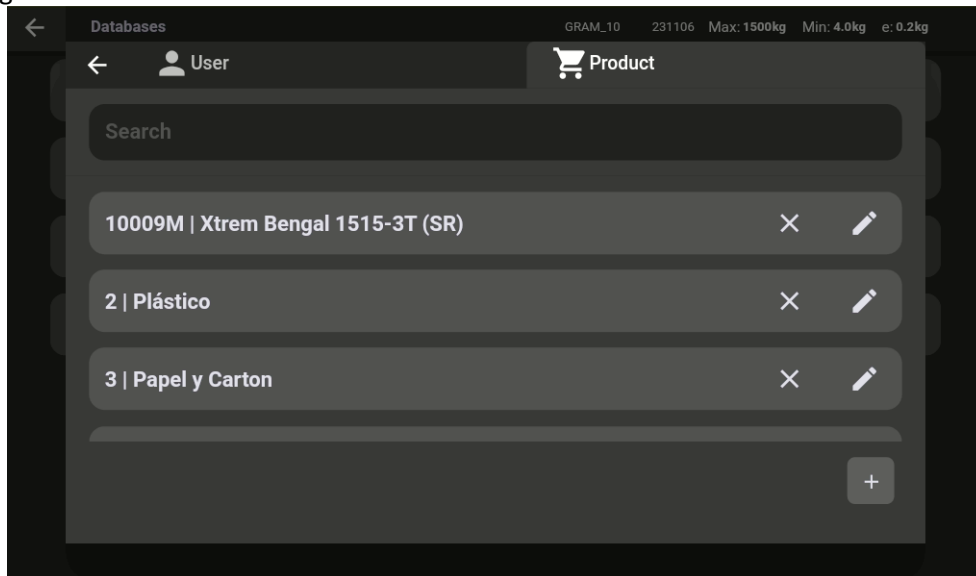 Databases GRAM_10 231106 Max: 1500kg Min: 4.0kg e: 0.2kg
User Product
Search
10009M | Xtrem Bengal 1515-3T (SR)
2 | Plástico
3 | Papel y Carton
+